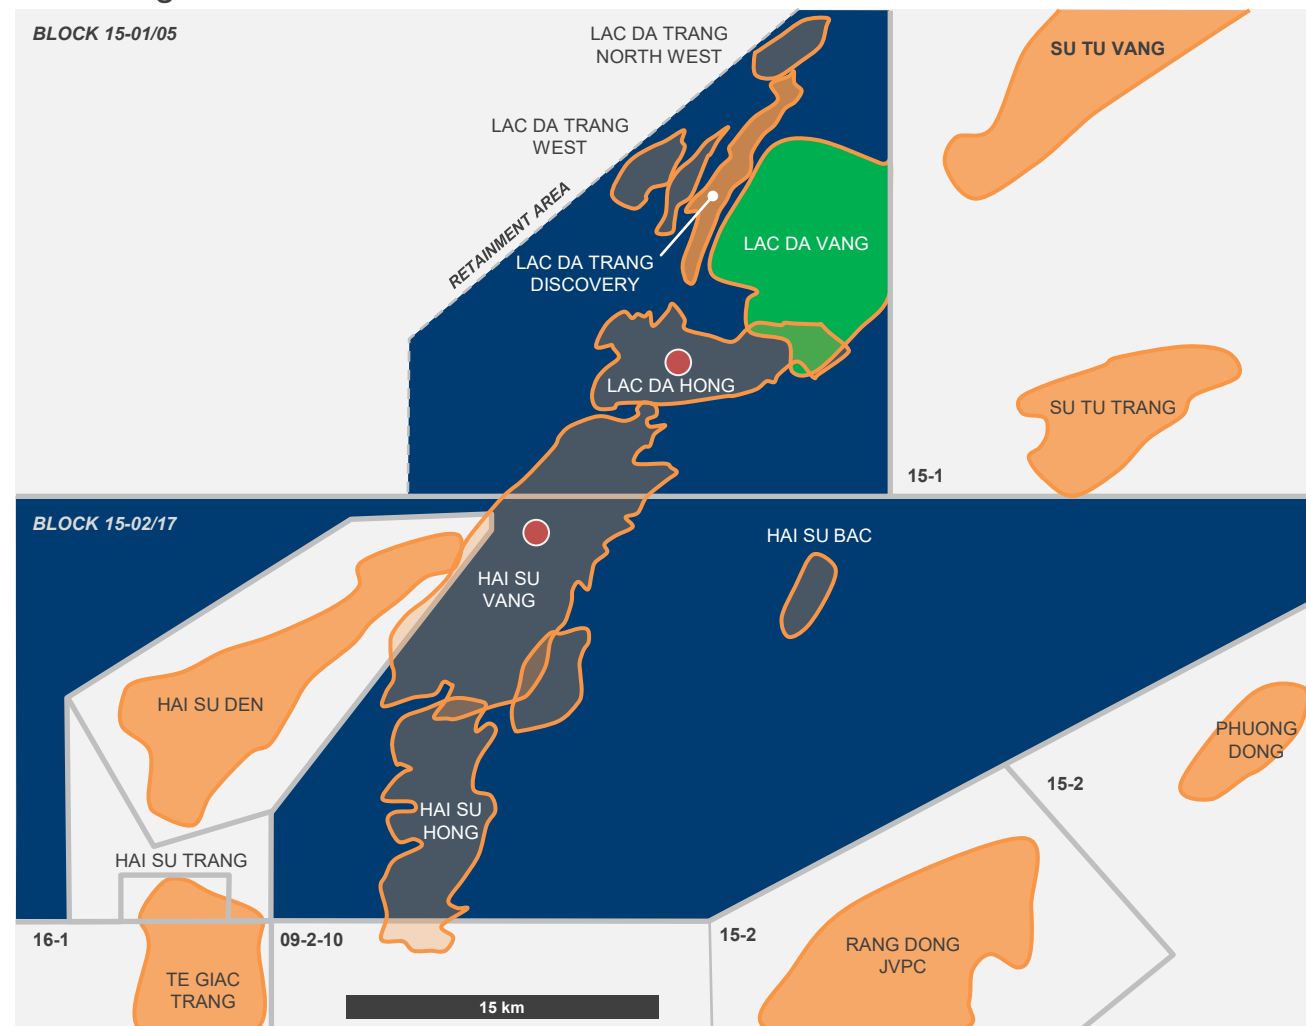 BLOCK 15-01/05
LAC DA TRANG
NORTH WEST
SU TU VANG
LAC DA TRANG
WEST
RETAINMENT AREA
LAC DA VANG
LAC DA TRANG
DISCOVERY
LAC DA HONG
SU TU TRANG
15-1
BLOCK 15-02/17
HAI SU BAC
HAI SU
VANG
HAI SU DEN
PHUONG
DONG
15-2
HAI SU
HONG
HAI SU TRANG
16-1
09-2-10
15-2
RANG DONG
JVPC
TE GIAC
TRANG
15 km